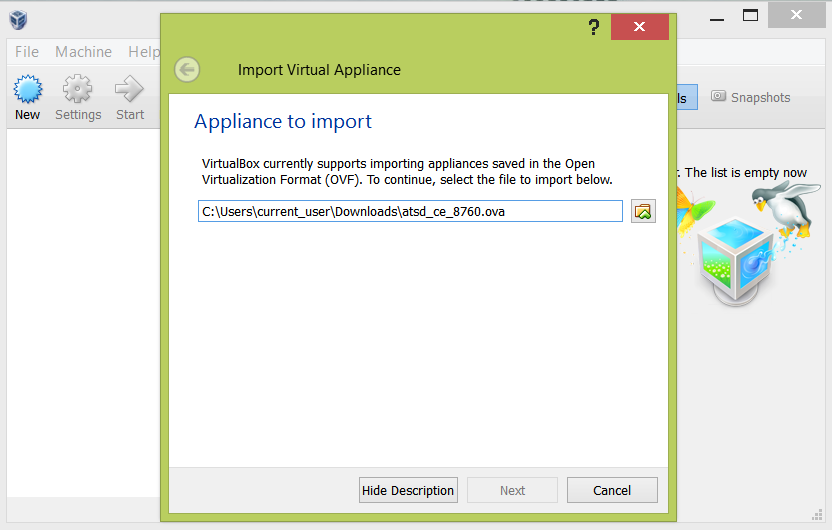 ?
Import Virtual Appliance
File Machine Help
New Settings Start
Snapshots
Appliance to import
VirtualBox currently supports importing appliances saved in the Open
Virtualization Format (OVF). To continue, select the file to import below.
The list is empty now
C:\Users\current_user\Downloads\atsd_ce_8760.ova
Hide Description Next Cancel